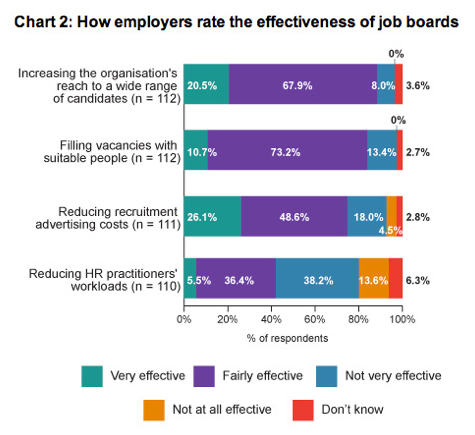 Chart 2: How employers rate the effectiveness of job boards
0%
Increasing the organisation's
reach to a wide range
of candidates (n = 112)
20.5% 67.9% 8.0% 3.6%
0%
Filling vacancies with
suitable people (n = 112)
10.7% 73.2% 13.4% 2.7%
Reducing recruitment
advertising costs (n = 111)
26.1% 48.6% 18.0% 4.5% 2.8%
Reducing HR practitioners'
workloads (n = 110)
5.5% 36.4% 38.2% 13.6% 6.3%
0% 20% 40% 60% 80% 100%
% of respondents
Very effective Fairly effective Not very effective
Not at all effective Don't know